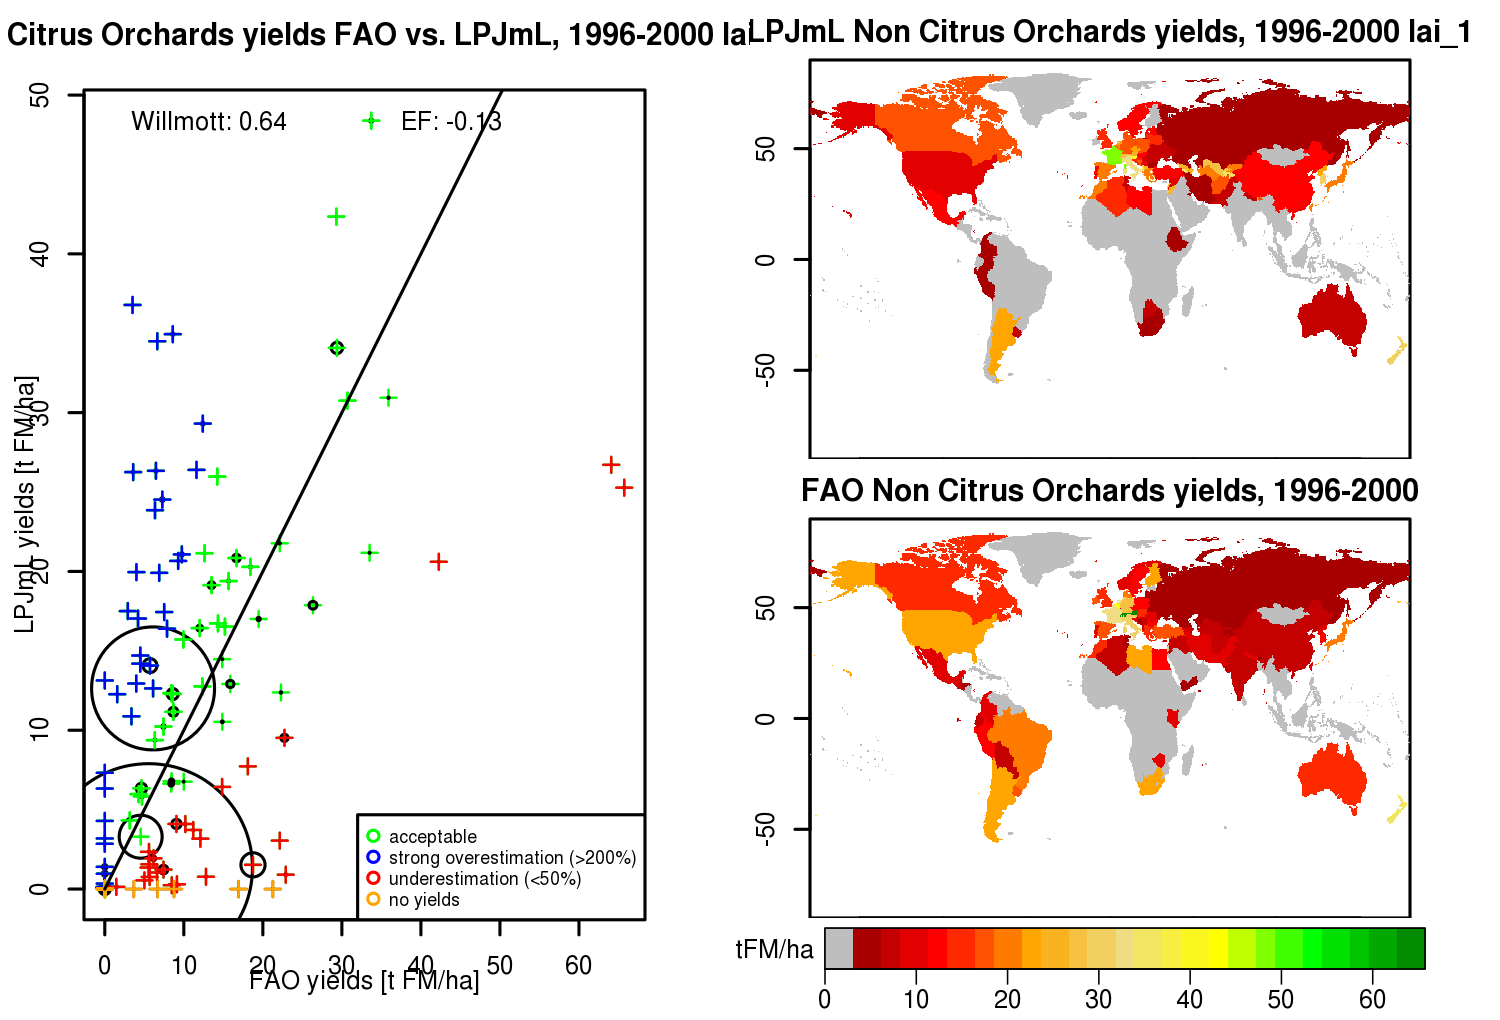 Citrus Orchards yields FAO vs. LPJmL, 1996-2000 lai
Willmott: 0.64
EF: -0.13
50
40
30
20
10
0
LPJmL yields [t FM/ha]
0 10 20 30 40 50 60
FAO yields [t FM/ha]
acceptable
strong overestimation (>200%)
underestimation (<50%)
no yields
LPJmL Non Citrus Orchards yields, 1996-2000 lai_1
50
0
-50
FAO Non Citrus Orchards yields, 1996-2000
50
0
-50
tFM/ha
0 10 20 30 40 50 60